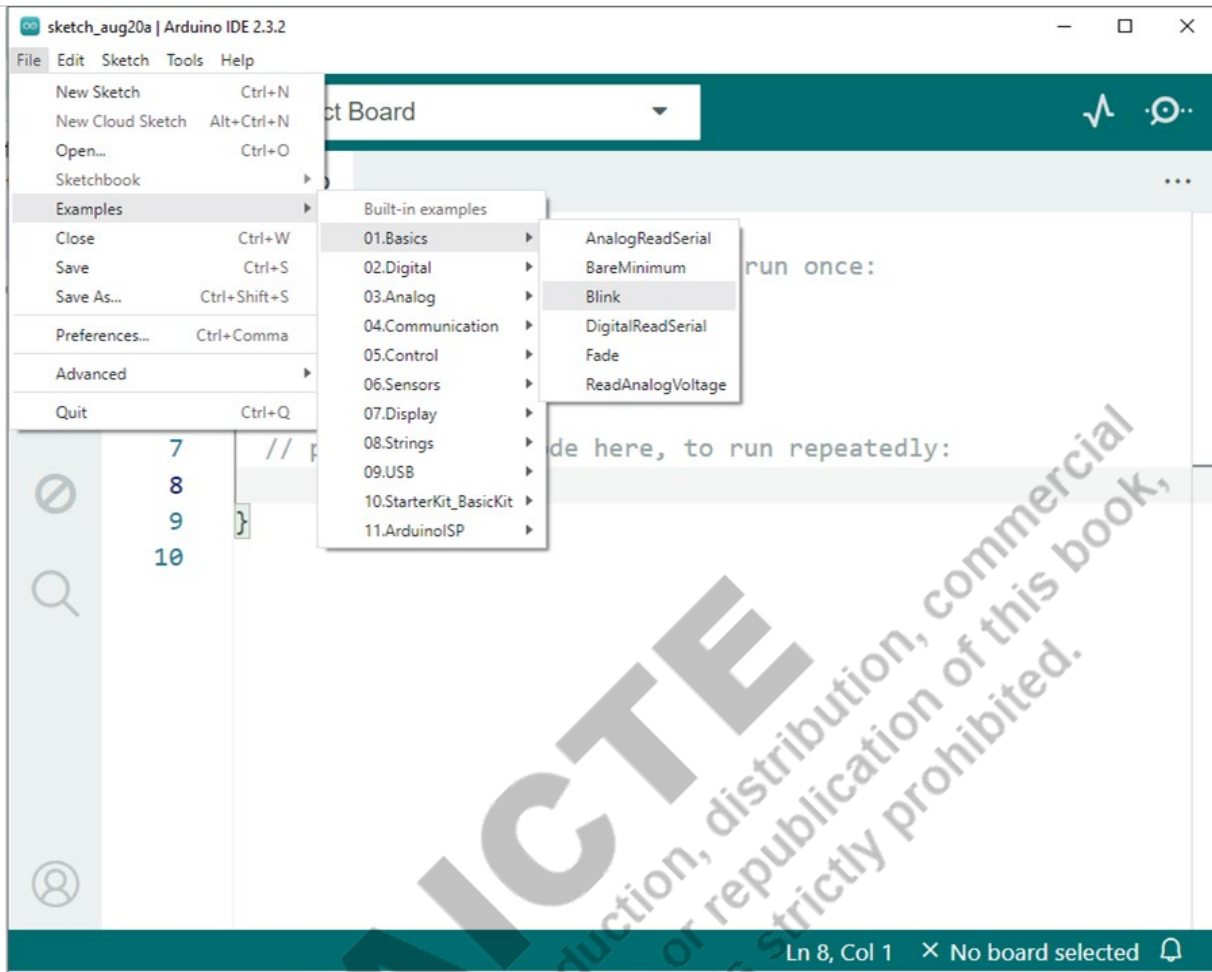 sketch_aug20a | Arduino IDE 2.3.2
File Edit Sketch Tools Help
New Sketch Ctrl+N
New Cloud Sketch Alt+Ctrl+N
Open... Ctrl+O
Sketchbook
Examples
Close Ctrl+W
Save Ctrl+S
Save As... Ctrl+Shift+S
Preferences... Ctrl+Comma
Advanced
Quit Ctrl+Q
Built-in examples
01.Basics
02.Digital
03.Analog
04.Communication
05.Control
06.Sensors
07.Display
08.Strings
09.USB
10.StarterKit_BasicKit
11.ArduinoISP
AnalogReadSerial
BareMinimum
Blink
DigitalReadSerial
Fade
ReadAnalogVoltage
ct Board
...
run once:
7 // p de here, to run repeatedly:
8
9 }
10
AICTE
duction, distribution, commercial
or republication of this book,
s strictly prohibited.
Ln 8, Col 1 × No board selected